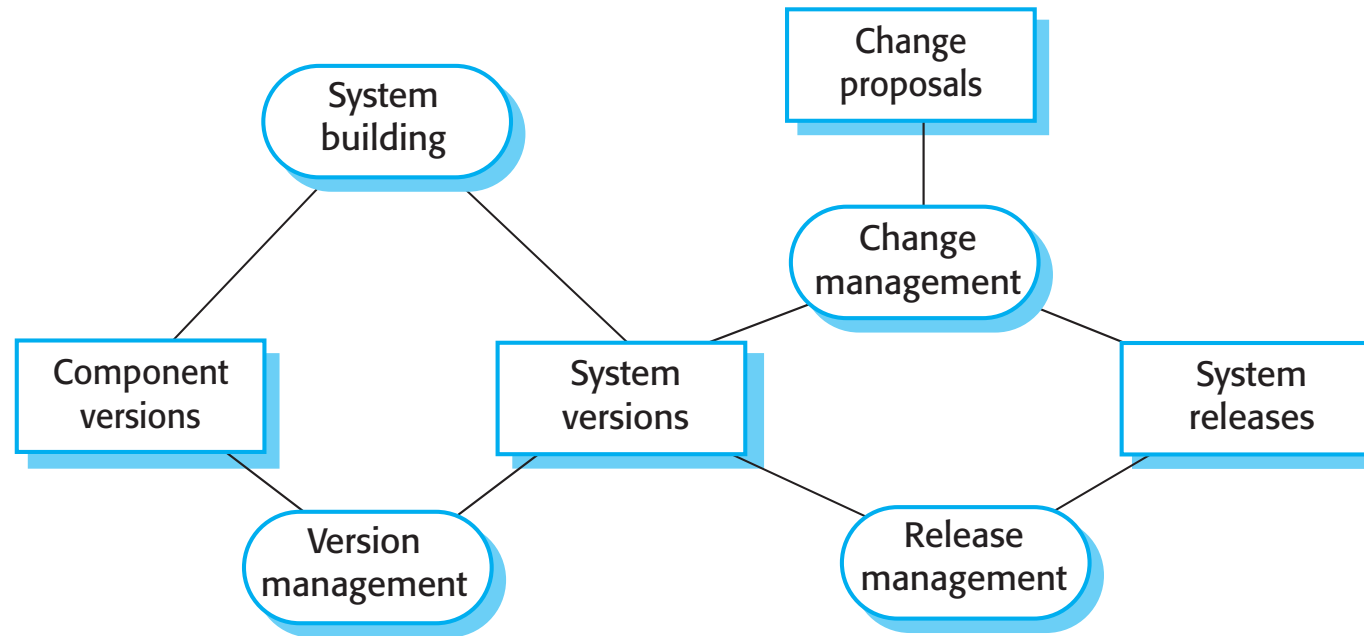 Change
proposals
System
building
Change
management
Component
versions
System
versions
System
releases
Version
management
Release
management